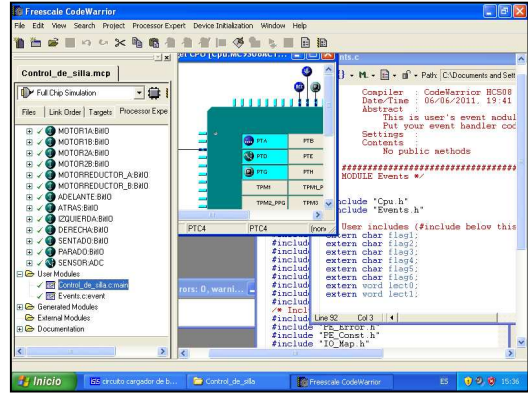 Freescale CodeWarrior
File Edit View Search Project Processor Expert Device Initialization Window Help
Control_de_silla.mcp
Full Chip Simulation
Files Link Order Targets Processor Expe
MOTOR1A:BitIO
MOTOR1B:BitIO
MOTOR2A:BitIO
MOTOR2B:BitIO
MOTORREDUCTOR_A:BitIO
MOTORREDUCTOR_B:BitIO
ADELANTE:BitIO
ATRAS:BitIO
IZQUIERDA:BitIO
DERECHA:BitIO
SENTADO:BitIO
PARADO:BitIO
SENSOR:ADC
User Modules
Control_de_silla.c:main
Events.c:event
Generated Modules
External Modules
Documentation
PTA PTB
PTD PTE
PTG PTH
TPM1 TPM1_P
TPM2_PPG TPM3
PTC4 PTC4 (non
rors: 0, warni...
nts.c
M. Path: C:\Documents and Sett
Compiler : CodeWarrior HCS08
Date/Time : 06/06/2011, 19:41
Abstract :
This is user's event modul
Put your event handler cod
Settings :
Contents :
No public methods
##################################
MODULE Events */
nclude "Cpu.h"
nclude "Events.h"
User includes (#include below this
extern char flag1;
extern char flag2;
extern char flag3;
extern char flag4;
extern char flag5;
extern char flag6;
extern word lect0;
extern word lect1;
Line 92 Col 3
#include
#include
#include
#include
#include
#include
#include
#include
/* Incl
#include
#include "PE_Error.h"
#include "PE_Const.h"
#include "IO_Map.h"
Inicio
circuito cargador de b...
Control_de_silla
Freescale CodeWarrior
ES
15:36